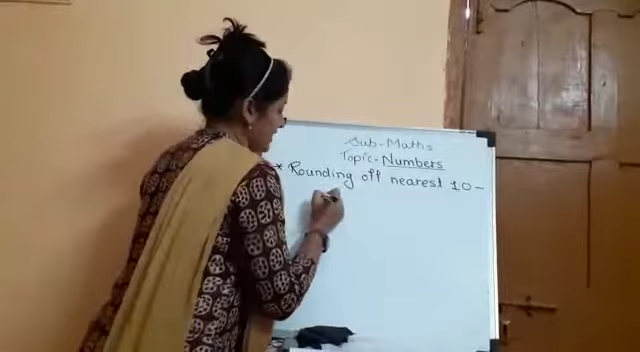 Sub-Maths
Topic-Numbers
* Rounding off nearest 10-